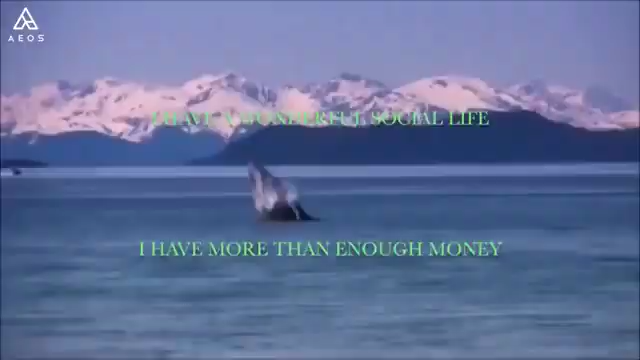 AEOS
I HAVE A WONDERFUL SOCIAL LIFE
I HAVE MORE THAN ENOUGH MONEY